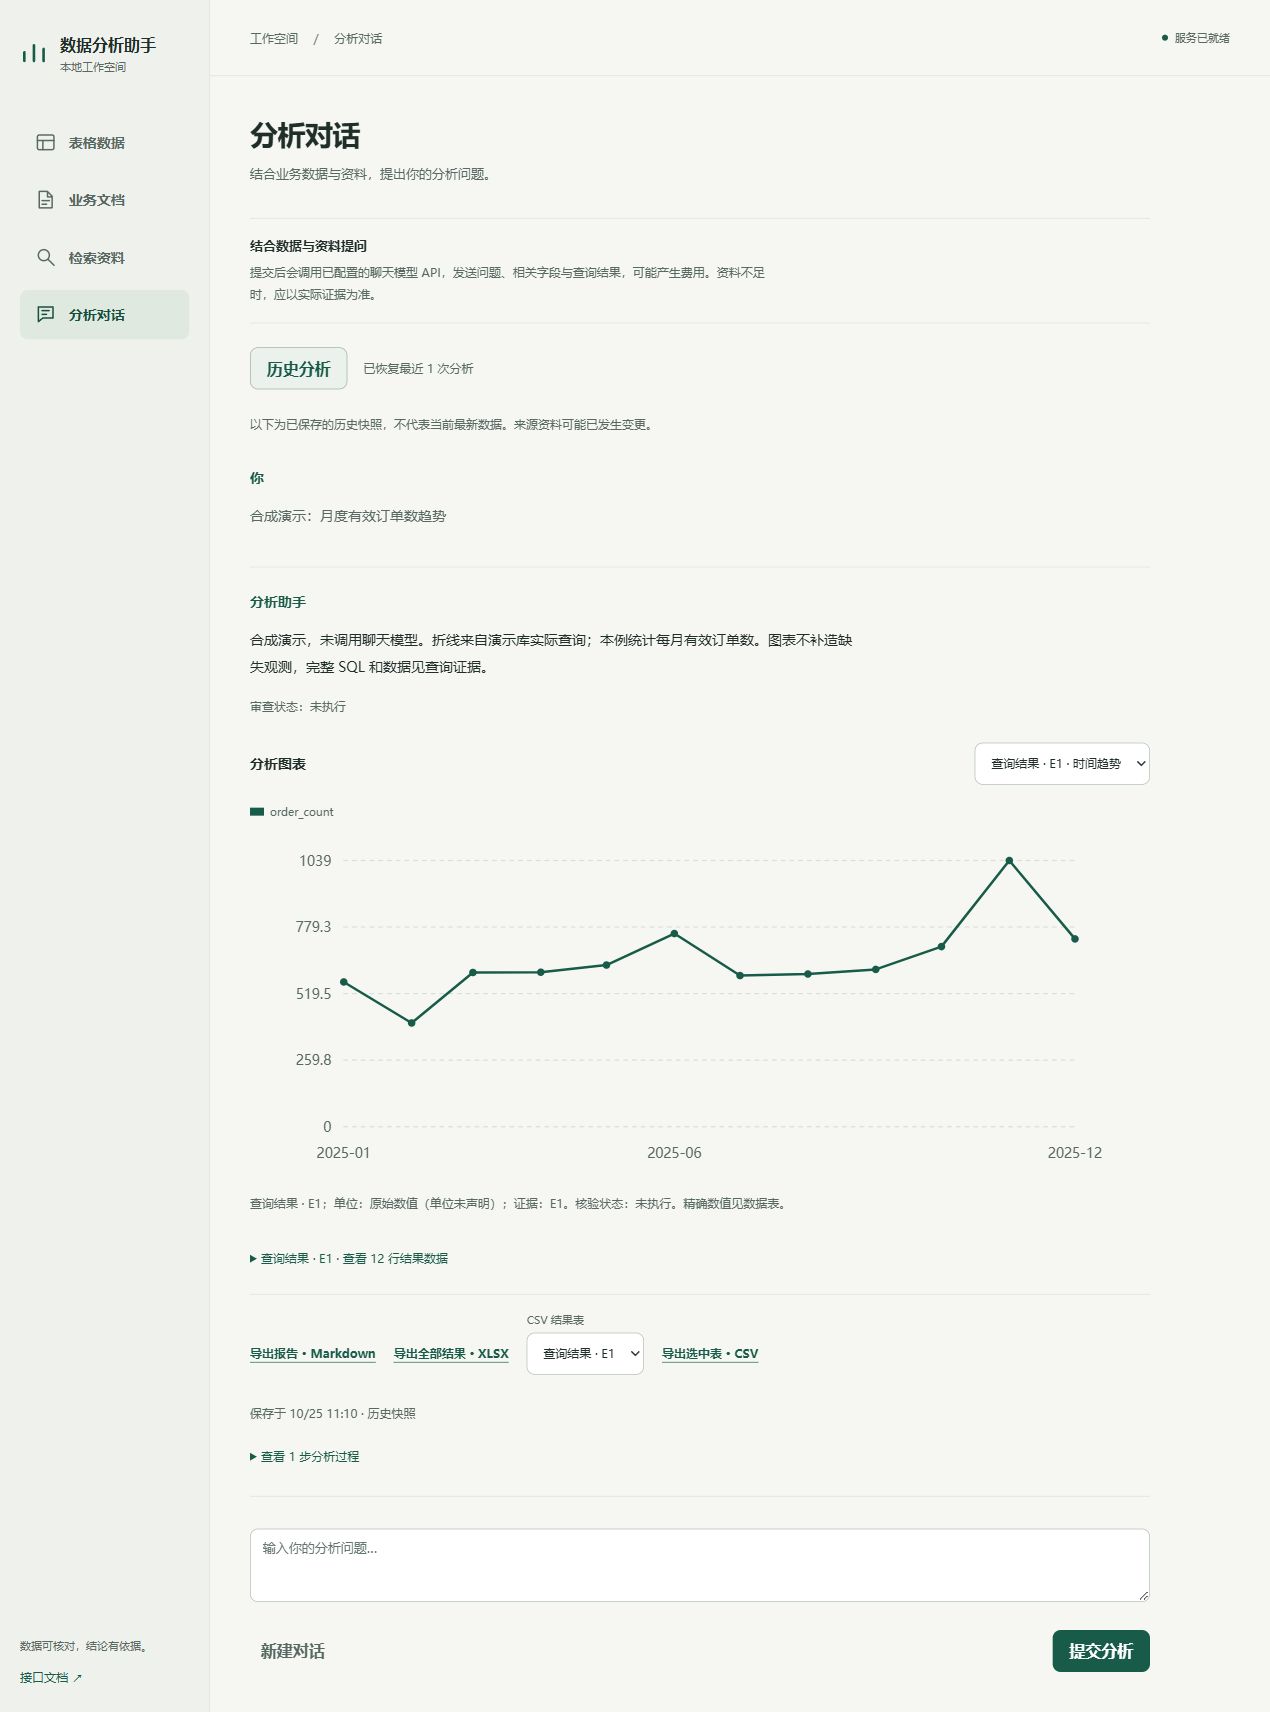 数据分析助手
本地工作空间
表格数据
业务文档
检索资料
分析对话
数据可核对，结论有依据。
接口文档 ↗
工作空间 / 分析对话
服务已就绪
分析对话
结合业务数据与资料，提出你的分析问题。
结合数据与资料提问
提交后会调用已配置的聊天模型 API，发送问题、相关字段与查询结果，可能产生费用。资料不足
时，应以实际证据为准。
历史分析
已恢复最近 1 次分析
以下为已保存的历史快照，不代表当前最新数据。来源资料可能已发生变更。
你
合成演示：月度有效订单数趋势
分析助手
合成演示，未调用聊天模型。折线来自演示库实际查询；本例统计每月有效订单数。图表不补造缺
失观测，完整 SQL 和数据见查询证据。
审查状态：未执行
分析图表
查询结果 · E1 · 时间趋势
order_count
1039
779.3
519.5
259.8
0
2025-01
2025-06
2025-12
查询结果 · E1；单位：原始数值（单位未声明）；证据：E1。核验状态：未执行。精确数值见数据表。
▶ 查询结果 · E1 · 查看 12 行结果数据
导出报告 • Markdown
导出全部结果 • XLSX
CSV 结果表
查询结果 · E1
导出选中表 • CSV
保存于 10/25 11:10 · 历史快照
▶ 查看 1 步分析过程
输入你的分析问题...
新建对话
提交分析